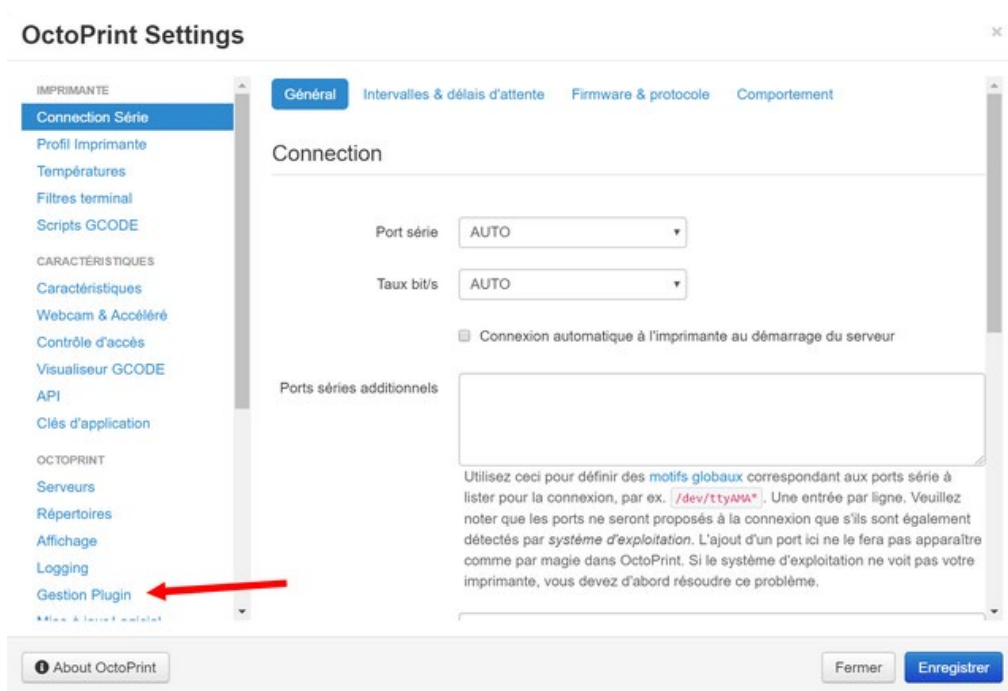 OctoPrint Settings
×
IMPRIMANTE
Connection Série
Profil Imprimante
Températures
Filtres terminal
Scripts GCODE
CARACTÉRISTIQUES
Caractéristiques
Webcam & Accéléré
Contrôle d'accès
Visualiseur GCODE
API
Clés d'application
OCTOPRINT
Serveurs
Répertoires
Affichage
Logging
Gestion Plugin
Mise à jour Logiciel
Général Intervalles & délais d'attente Firmware & protocole Comportement
Connection
Port série AUTO
Taux bit/s AUTO
Connexion automatique à l'imprimante au démarrage du serveur
Ports séries additionnels
Utilisez ceci pour définir des motifs globaux correspondant aux ports série à
lister pour la connexion, par ex. /dev/ttyAMA* . Une entrée par ligne. Veuillez
noter que les ports ne seront proposés à la connexion que s'ils sont également
détectés par système d'exploitation. L'ajout d'un port ici ne le fera pas apparaître
comme par magie dans OctoPrint. Si le système d'exploitation ne voit pas votre
imprimante, vous devez d'abord résoudre ce problème.
About OctoPrint
Fermer
Enregistrer